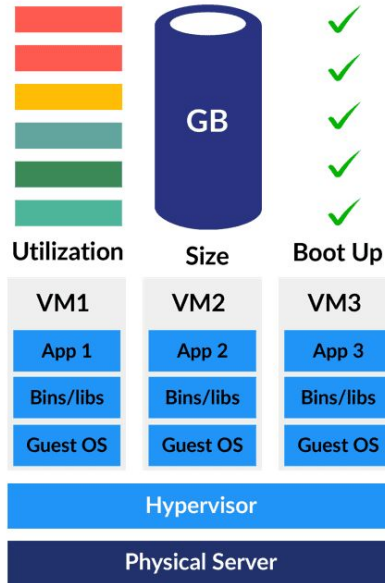 GB
Utilization
Size
Boot Up
VM1
VM2
VM3
App 1
App 2
App 3
Bins/libs
Bins/libs
Bins/libs
Guest OS
Guest OS
Guest OS
Hypervisor
Physical Server